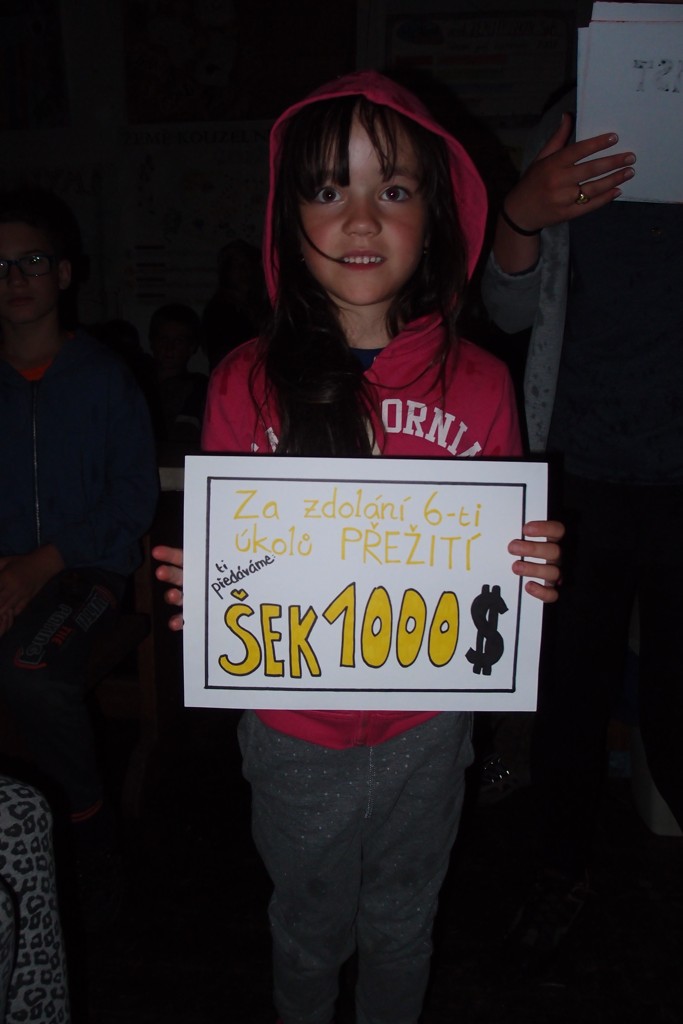 Za zdolání 6-ti
úkolů PŘEŽITÍ
ti
předáváme:
ŠEK 1000 $
ORNIA